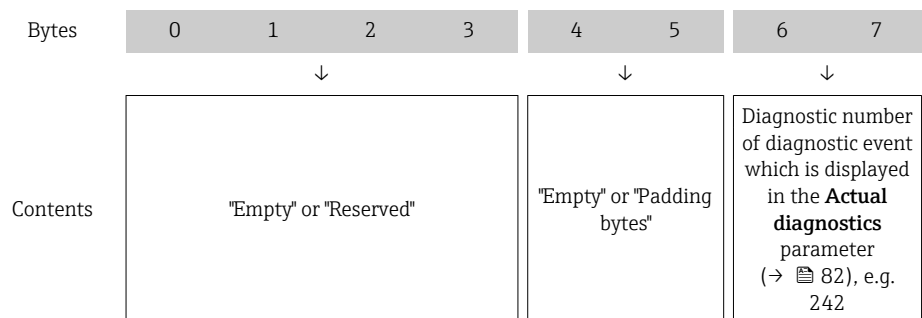 Bytes 0 1 2 3 4 5 6 7
↓ ↓ ↓
Contents
"Empty" or "Reserved"
"Empty" or "Padding
bytes"
Diagnostic number
of diagnostic event
which is displayed
in the Actual
diagnostics
parameter
(→ 82), e.g.
242